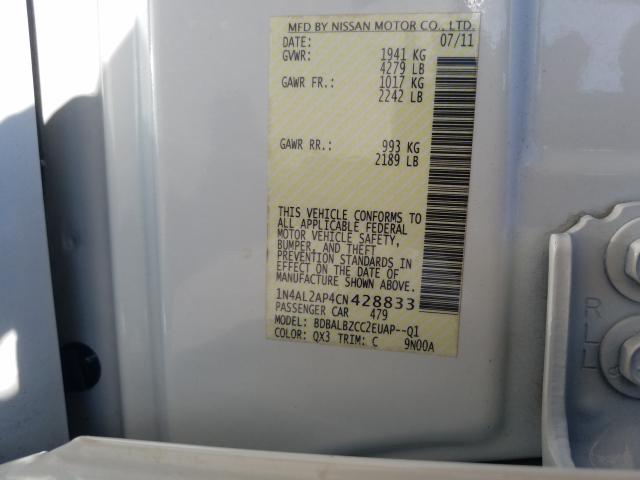 MFD BY NISSAN MOTOR CO., LTD.
DATE: 07/11
GVWR: 1941 KG
4279 LB
GAWR FR.: 1017 KG
2242 LB
GAWR RR.: 993 KG
2189 LB
THIS VEHICLE CONFORMS TO
ALL APPLICABLE FEDERAL
MOTOR VEHICLE SAFETY,
BUMPER, AND THEFT
PREVENTION STANDARDS IN
EFFECT ON THE DATE OF
MANUFACTURE SHOWN ABOVE.
1N4AL2AP4CN428833
PASSENGER CAR 479
MODEL: BDBALBZCC2EUAP--Q1
COLOR: QX3 TRIM: C 9N00A
R
L
L